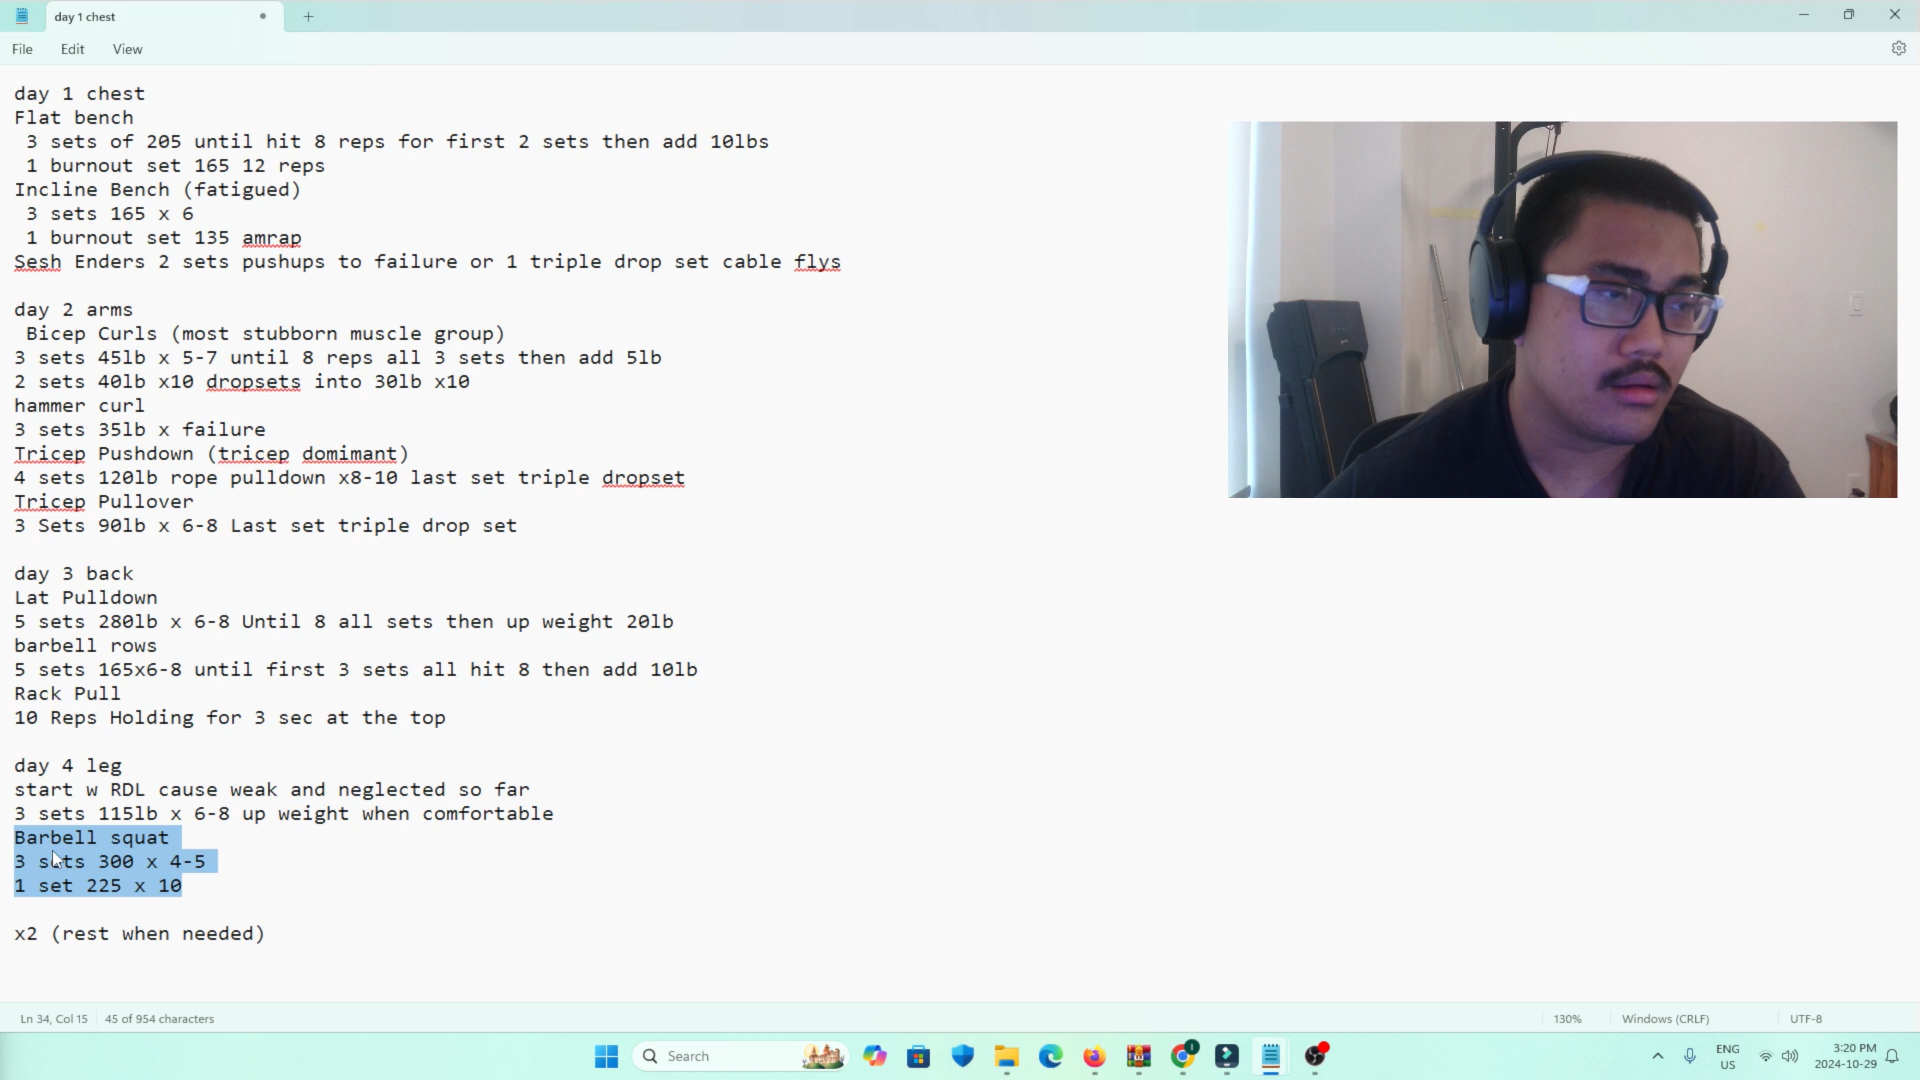 day 1 chest
File Edit View
day 1 chest
Flat bench
3 sets of 205 until hit 8 reps for first 2 sets then add 10lbs
1 burnout set 165 12 reps
Incline Bench (fatigued)
3 sets 165 x 6
1 burnout set 135 amrap
Sesh Enders 2 sets pushups to failure or 1 triple drop set cable flys
day 2 arms
Bicep Curls (most stubborn muscle group)
3 sets 45lb x 5-7 until 8 reps all 3 sets then add 5lb
2 sets 40lb x10 dropsets into 30lb x10
hammer curl
3 sets 35lb x failure
Tricep Pushdown (tricep domimant)
4 sets 120lb rope pulldown x8-10 last set triple dropset
Tricep Pullover
3 Sets 90lb x 6-8 Last set triple drop set
day 3 back
Lat Pulldown
5 sets 280lb x 6-8 Until 8 all sets then up weight 20lb
barbell rows
5 sets 165x6-8 until first 3 sets all hit 8 then add 10lb
Rack Pull
10 Reps Holding for 3 sec at the top
day 4 leg
start w RDL cause weak and neglected so far
3 sets 115lb x 6-8 up weight when comfortable
Barbell squat
3 sets 300 x 4-5
1 set 225 x 10
x2 (rest when needed)
Ln 34, Col 15 45 of 954 characters 130% Windows (CRLF) UTF-8
Search
ENG
US
3:20 PM
2024-10-29